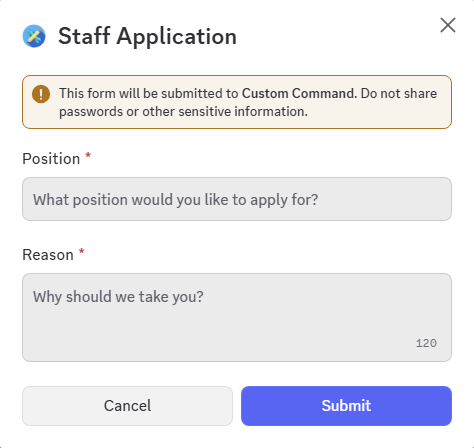 Staff Application
This form will be submitted to Custom Command. Do not share
passwords or other sensitive information.
Position *
What position would you like to apply for?
Reason *
Why should we take you?
120
Cancel
Submit